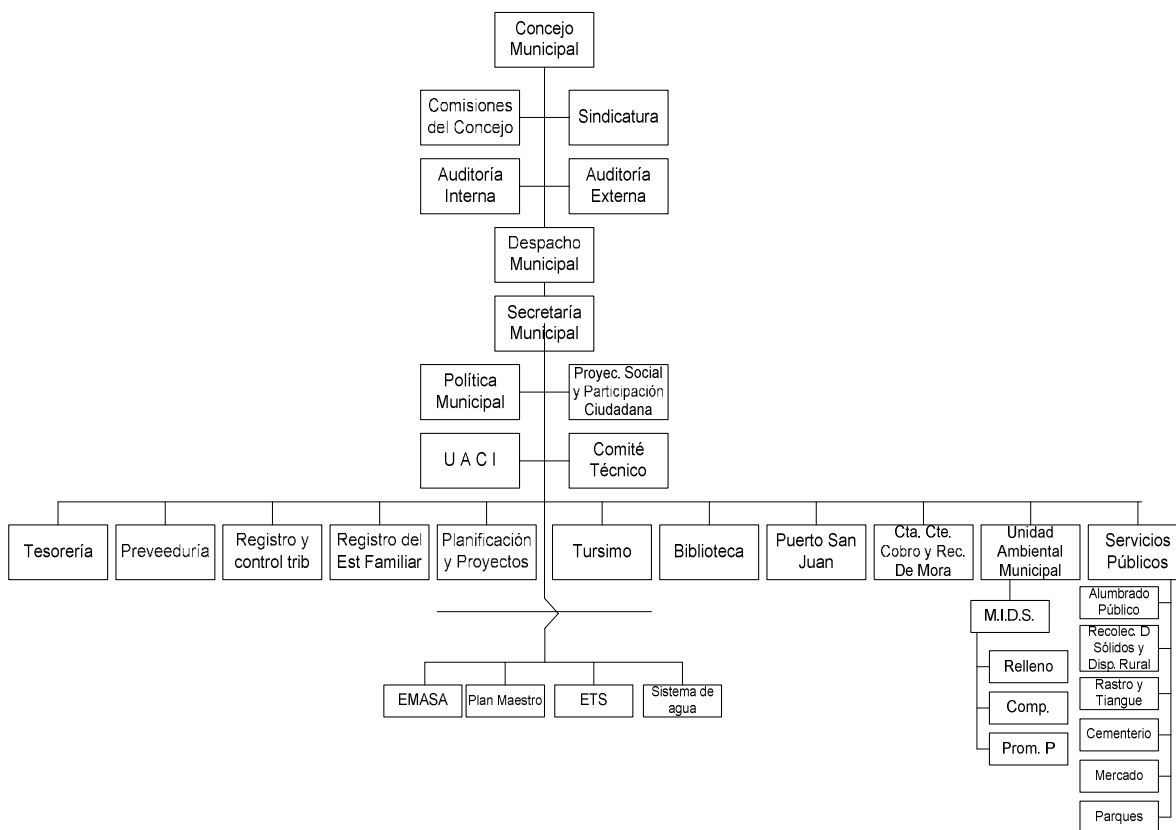 Concejo
Municipal
Comisiones
del Concejo
Sindicatura
Auditoría
Interna
Auditoría
Externa
Despacho
Municipal
Secretaría
Municipal
Política
Municipal
Proyec. Social
y Participación
Ciudadana
U A C I
Comité
Técnico
Tesorería
Preveeduría
Registro y
control trib
Registro del
Est Familiar
Planificación
y Proyectos
Tursimo
Biblioteca
Puerto San
Juan
Cta. Cte.
Cobro y Rec.
De Mora
Unidad
Ambiental
Municipal
Servicios
Públicos
M.I.D.S.
Relleno
Comp.
Prom. P
Alumbrado
Público
Recolec. D
Sólidos y
Disp. Rural
Rastro y
Tiangue
Cementerio
Mercado
Parques
EMASA
Plan Maestro
ETS
Sistema de
agua